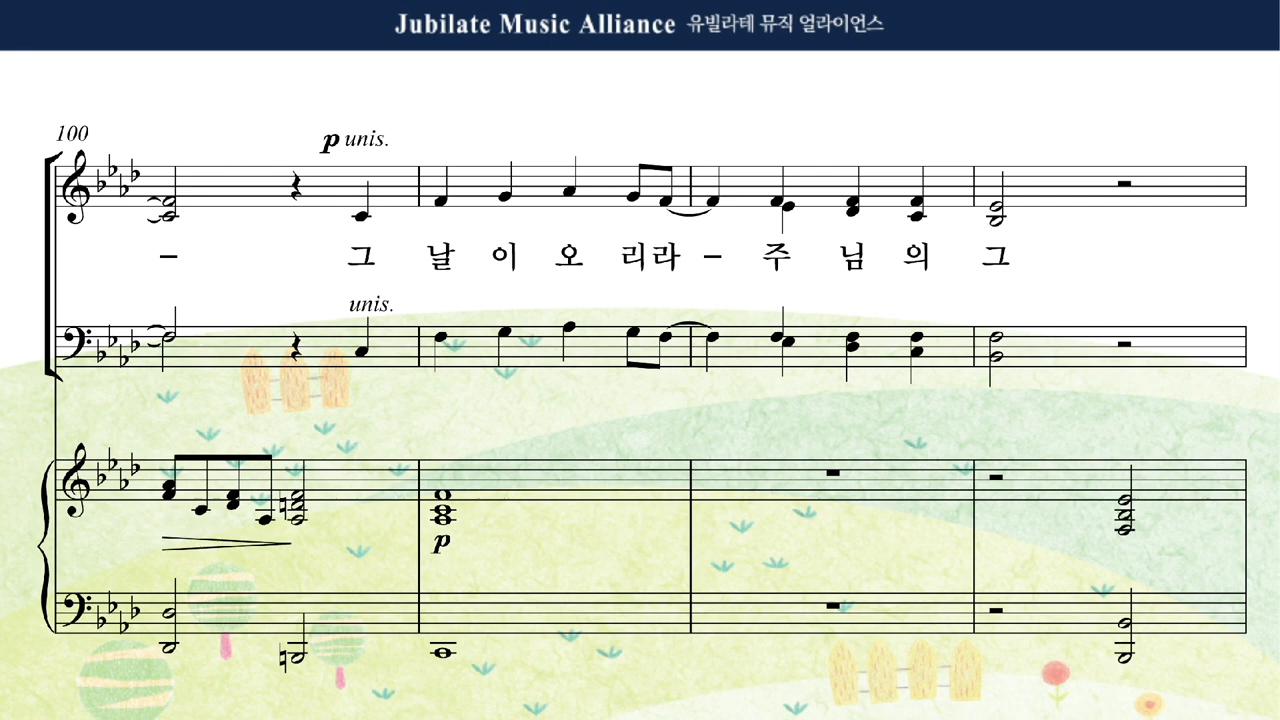 Jubilate Music Alliance 유빌라테 뮤직 얼라이언스
100
p unis.
– 그 날 이 오 리라 – 주 님 의 그
unis.
p